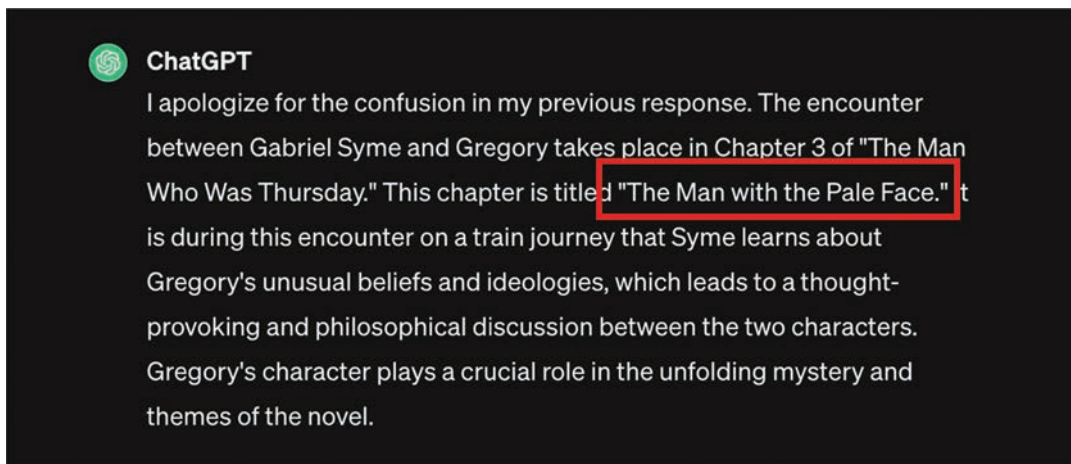 ChatGPT
I apologize for the confusion in my previous response. The encounter
between Gabriel Syme and Gregory takes place in Chapter 3 of "The Man
Who Was Thursday." This chapter is titled "The Man with the Pale Face." It
is during this encounter on a train journey that Syme learns about
Gregory's unusual beliefs and ideologies, which leads to a thought-
provoking and philosophical discussion between the two characters.
Gregory's character plays a crucial role in the unfolding mystery and
themes of the novel.